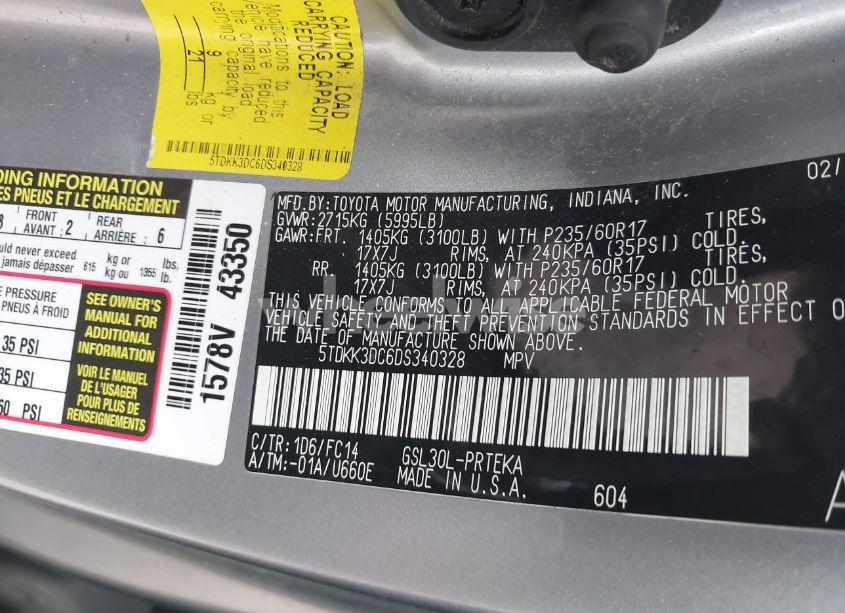 CAUTION: LOAD
CARRYING CAPACITY
REDUCED
Modifications to this
vehicle have reduced
the original load
carrying capacity by
9 kg or
21 lbs
5TDKK3DC6DS340328
DING INFORMATION
ES PNEUS ET LE CHARGEMENT
8 FRONT AVANT : 2 REAR ARRIÈRE : 6
ould never exceed
jamais dépasser 615 kg or kg ou 1355 lbs. lb.
E PRESSURE
PNEUS À FROID
35 PSI
35 PSI
60 PSI
SEE OWNER'S
MANUAL FOR
ADDITIONAL
INFORMATION
VOIR LE MANUEL
DE L'USAGER
POUR PLUS DE
RENSEIGNEMENTS
1578V 43350
02/
MFD.BY:TOYOTA MOTOR MANUFACTURING, INDIANA, INC.
GVWR:2715KG (5995LB)
GAWR:FRT. 1405KG (3100LB) WITH P235/60R17 TIRES,
17X7J RIMS, AT 240KPA (35PSI) COLD.
RR. 1405KG (3100LB) WITH P235/60R17 TIRES,
17X7J RIMS, AT 240KPA (35PSI) COLD.
THIS VEHICLE CONFORMS TO ALL APPLICABLE FEDERAL MOTOR
VEHICLE SAFETY AND THEFT PREVENTION STANDARDS IN EFFECT O
THE DATE OF MANUFACTURE SHOWN ABOVE.
5TDKK3DC6DS340328 MPV
C/TR: 1D6/FC14 GSL30L-PRTEKA
A/TM:-01A/U660E MADE IN U.S.A.
604